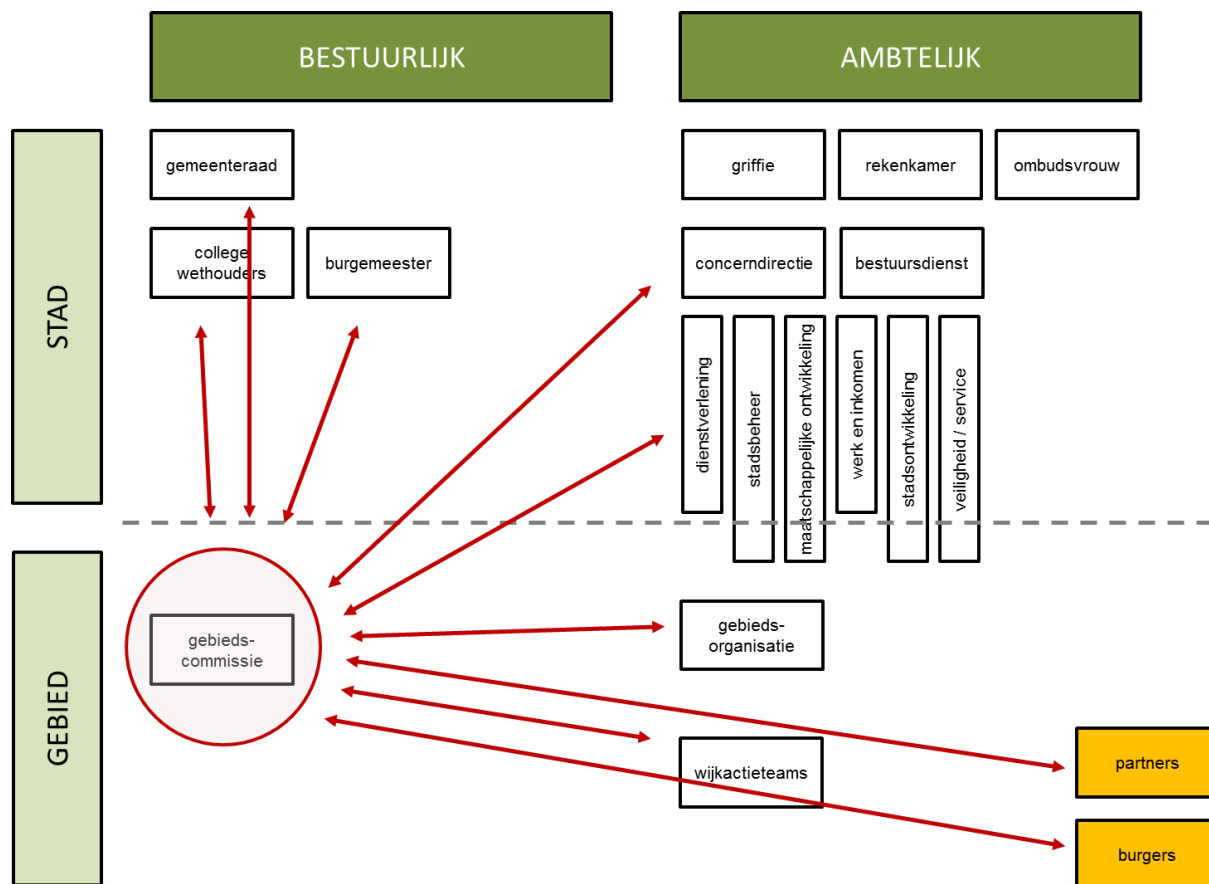 BESTUURLIJK
AMBTELIJK
STAD
gemeenteraad
griffie
rekenkamer
ombudsvrouw
college
wethouders
burgemeester
concerndirectie
bestuursdienst
dienstverlening
stadsbeheer
maatschappelijke ontwikkeling
werk en inkomen
stadsontwikkeling
veiligheid / service
GEBIED
gebieds-
commissie
gebieds-
organisatie
wijkactieteams
partners
burgers